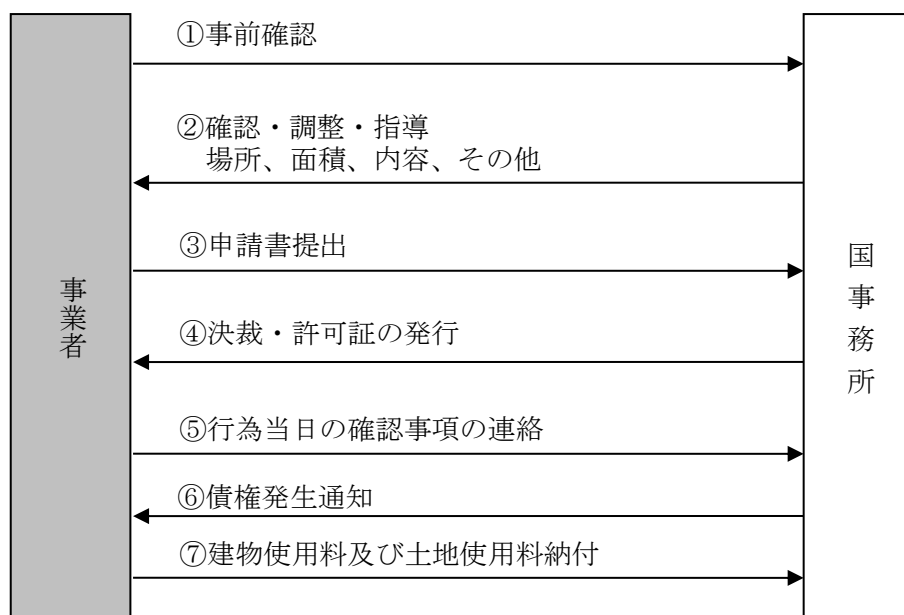 ①事前確認
②確認・調整・指導
場所、面積、内容、その他
③申請書提出
事業者
国事務所
④決裁・許可証の発行
⑤行為当日の確認事項の連絡
⑥債権発生通知
⑦建物使用料及び土地使用料納付